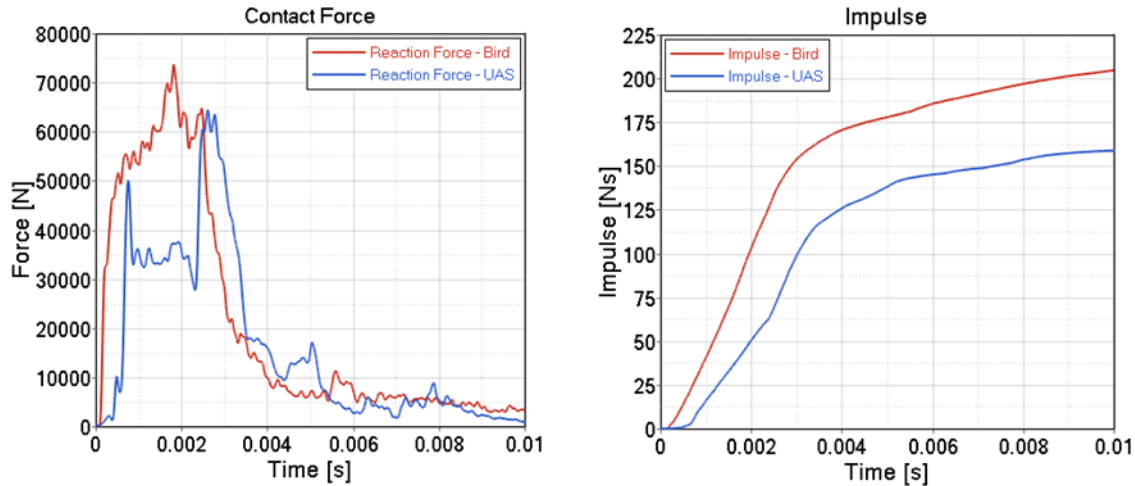 Contact Force
80000
70000
60000
50000
40000
30000
20000
10000
0
Force [N]
Reaction Force - Bird
Reaction Force - UAS
0 0.002 0.004 0.006 0.008 0.01
Time [s]
Impulse
225
200
175
150
125
100
75
50
25
0
Impulse [Ns]
Impulse - Bird
Impulse - UAS
0 0.002 0.004 0.006 0.008 0.01
Time [s]